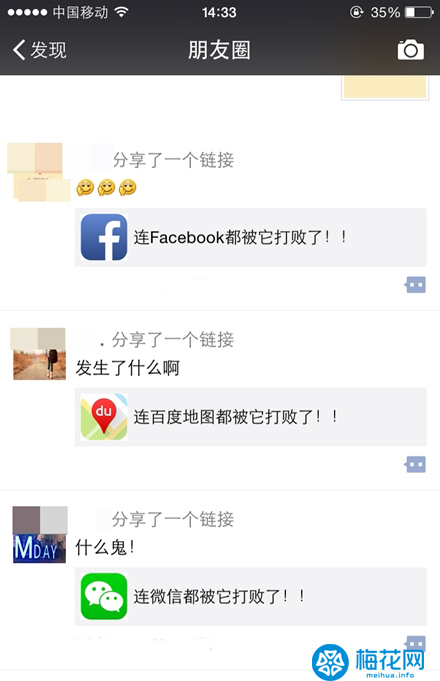 中国移动
14:33
35%
发现
朋友圈
分享了一个链接
连Facebook都被它打败了！！
分享了一个链接
发生了什么啊
du
连百度地图都被它打败了！！
分享了一个链接
MDAY
什么鬼！
连微信都被它打败了！！
梅花网
meihua.info